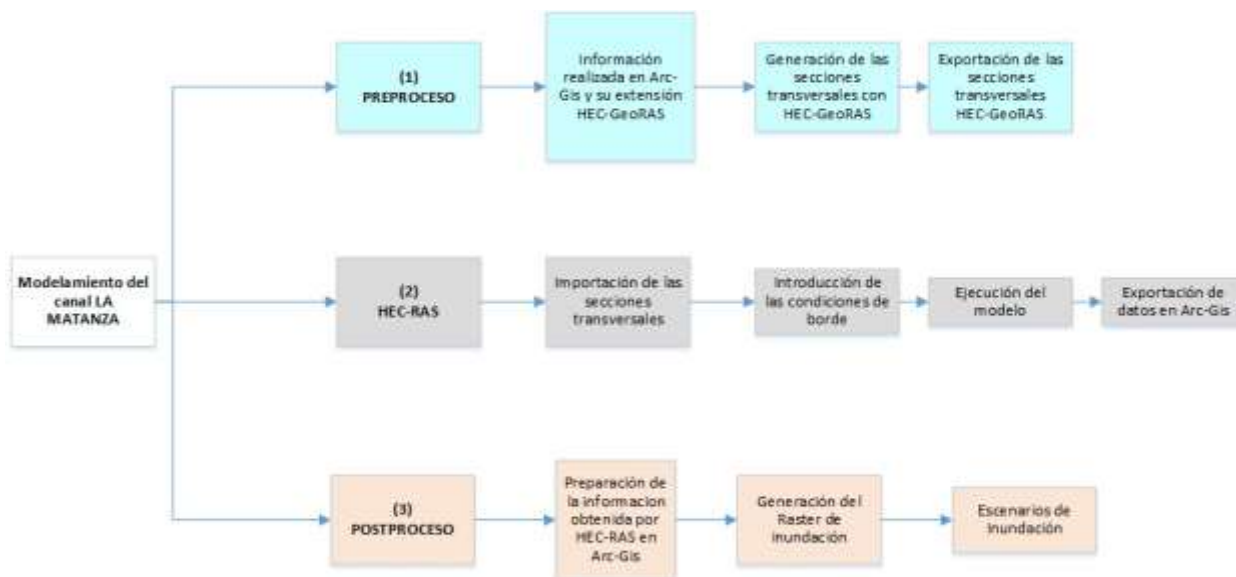 (1)
PREPROCESO
Información
realizada en Arc-
Gis y su extensión
HEC-GeoRAS
Generación de las
secciones
transversales con
HEC-GeoRAS
Exportación de las
secciones
transversales
HEC-GeoRAS
Modelamiento del
canal LA
MATANZA
(2)
HEC-RAS
Importación de las
secciones
transversales
Introducción de
las condiciones de
borde
Ejecución del
modelo
Exportación de
datos en Arc-Gis
(3)
POSTPROCESO
Preparación de
la informacion
obtenida por
HEC-RAS en
Arc-Gis
Generación del
Raster de
inundación
Escenarios de
Inundación